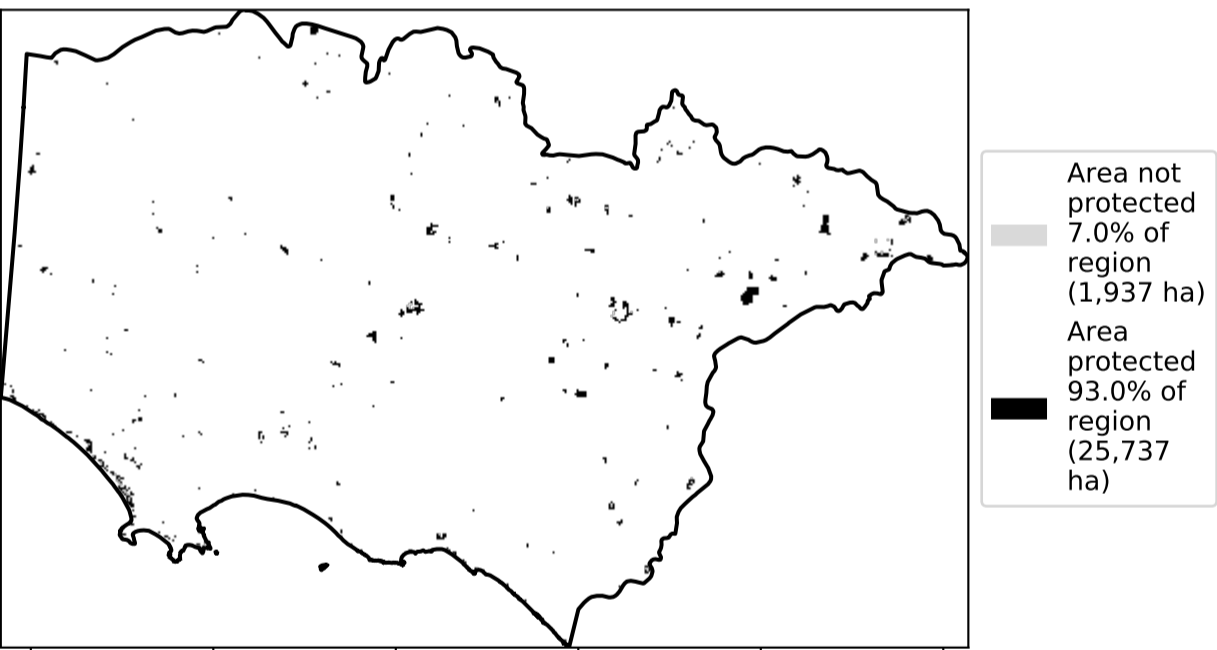 Area not
protected
7.0% of
region
(1,937 ha)
Area
protected
93.0% of
region
(25,737
ha)